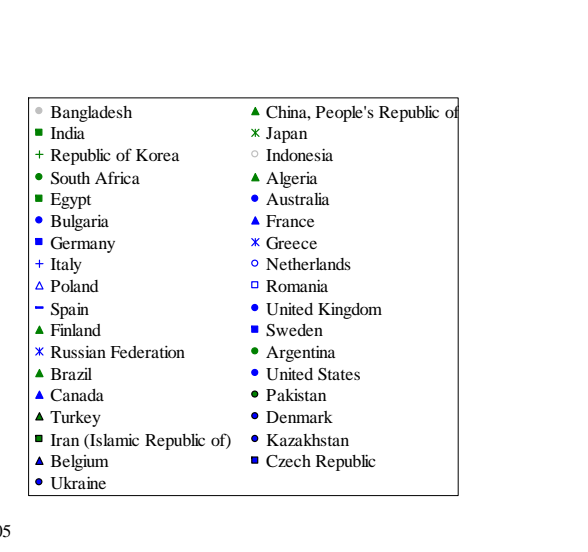 Bangladesh
China, People's Republic of
India
Japan
Republic of Korea
Indonesia
South Africa
Algeria
Egypt
Australia
Bulgaria
France
Germany
Greece
Italy
Netherlands
Poland
Romania
Spain
United Kingdom
Finland
Sweden
Russian Federation
Argentina
Brazil
United States
Canada
Pakistan
Turkey
Denmark
Iran (Islamic Republic of)
Kazakhstan
Belgium
Czech Republic
Ukraine
05